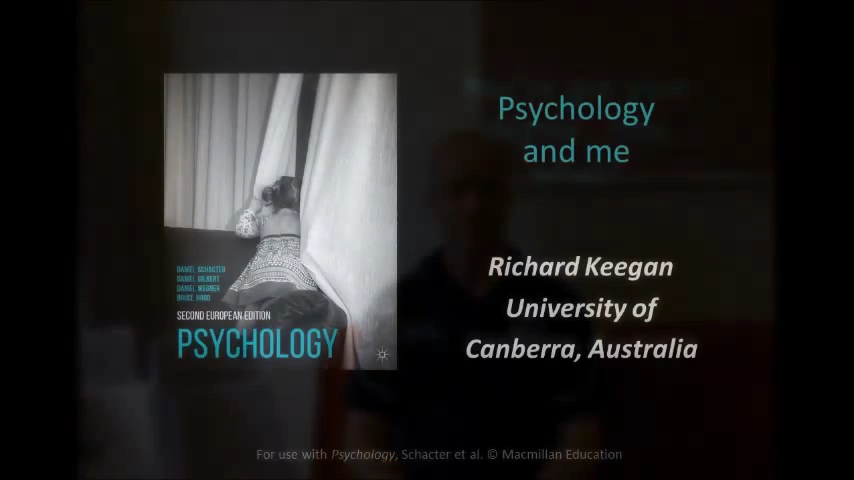 Psychology
and me
DANIEL SCHACTER
DANIEL GILBERT
DANIEL WEGNER
BRUCE HOOD
SECOND EUROPEAN EDITION
PSYCHOLOGY
Richard Keegan
University of
Canberra, Australia
For use with Psychology, Schacter et al. © Macmillan Education